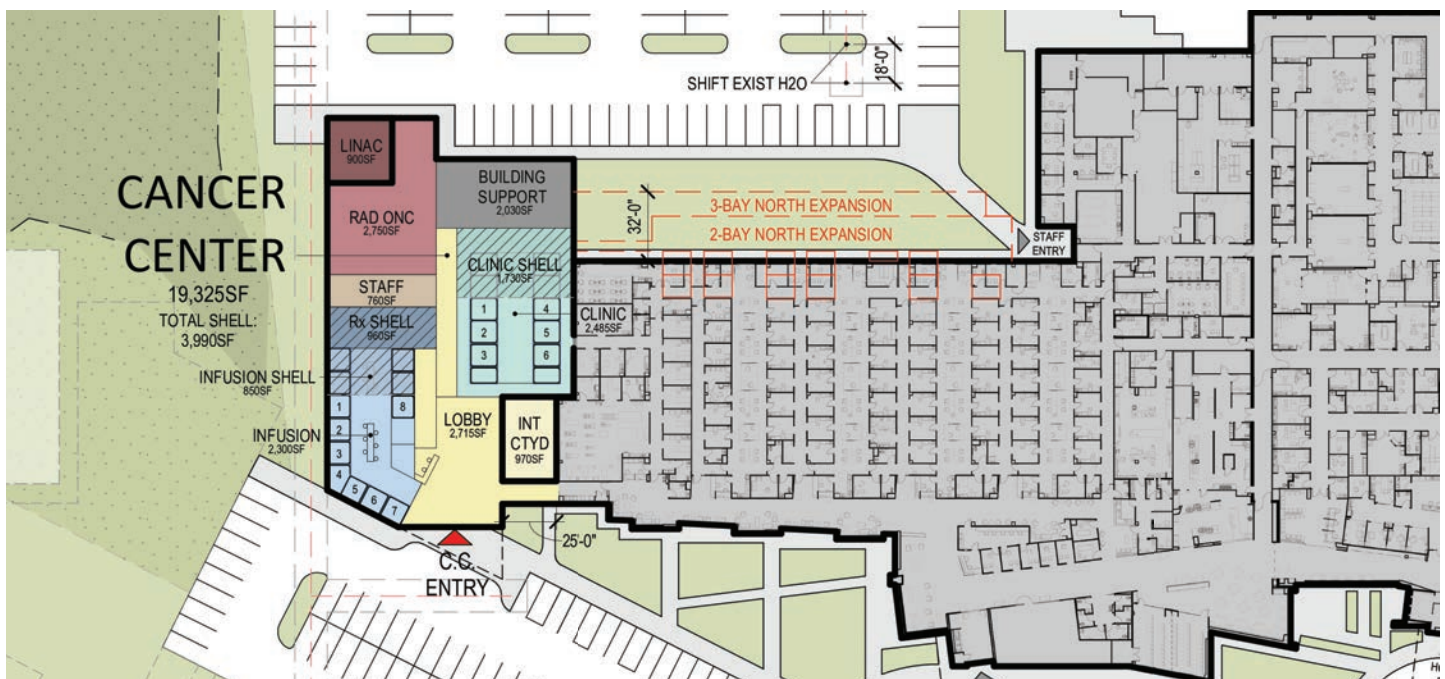 SHIFT EXIST H2O
18'-0"
CANCER
CENTER
19,325SF
TOTAL SHELL:
3,990SF
LINAC
900SF
RAD ONC
2,750SF
BUILDING
SUPPORT
2,030SF
32'-0"
3-BAY NORTH EXPANSION
2-BAY NORTH EXPANSION
STAFF
ENTRY
CLINIC SHELL
1,730SF
STAFF
760SF
Rx SHELL
960SF
1
2
3
4
5
6
CLINIC
2,485SF
INFUSION SHELL
850SF
INFUSION
2,300SF
1
2
3
4
5
6
7
8
LOBBY
2,715SF
INT
CTYD
970SF
25'-0"
C.C.
ENTRY